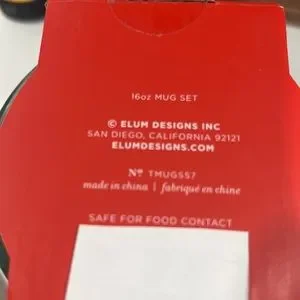 16oz MUG SET
© ELUM DESIGNS INC
SAN DIEGO, CALIFORNIA 92121
ELUMDESIGNS.COM
Nº TMUGS57
made in china | fabriqué en chine
SAFE FOR FOOD CONTACT